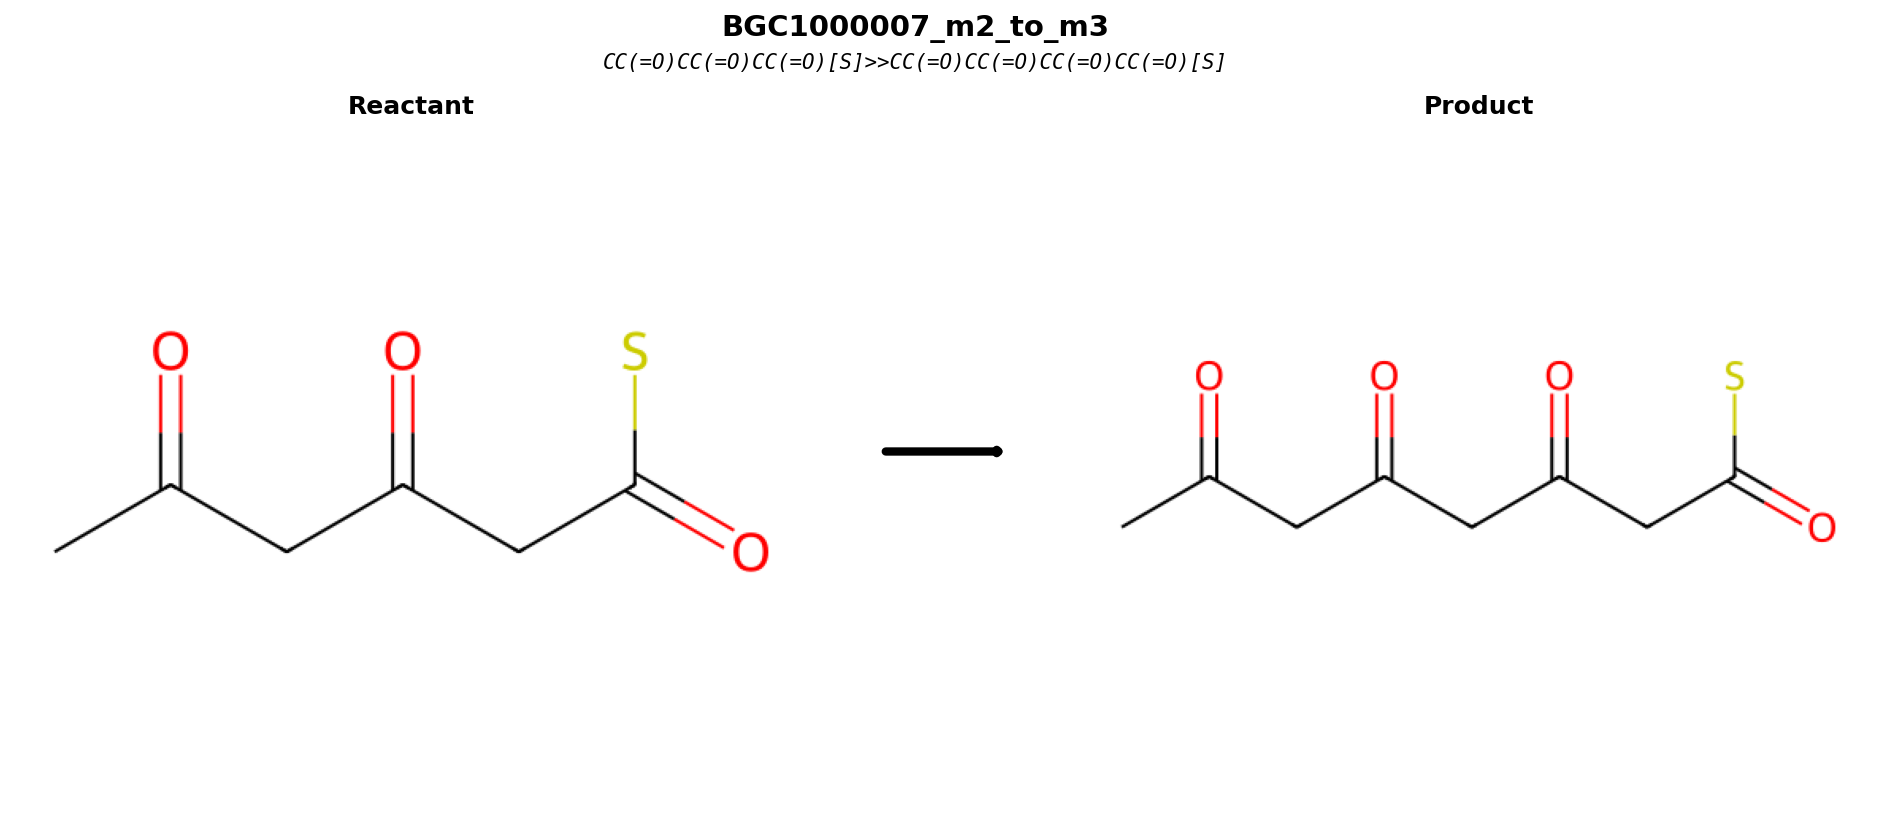 BGC1000007_m2_to_m3
CC(=O)CC(=O)CC(=O)[S]>>CC(=O)CC(=O)CC(=O)CC(=O)[S]
Reactant
Product
O O S
O
O O O S
O